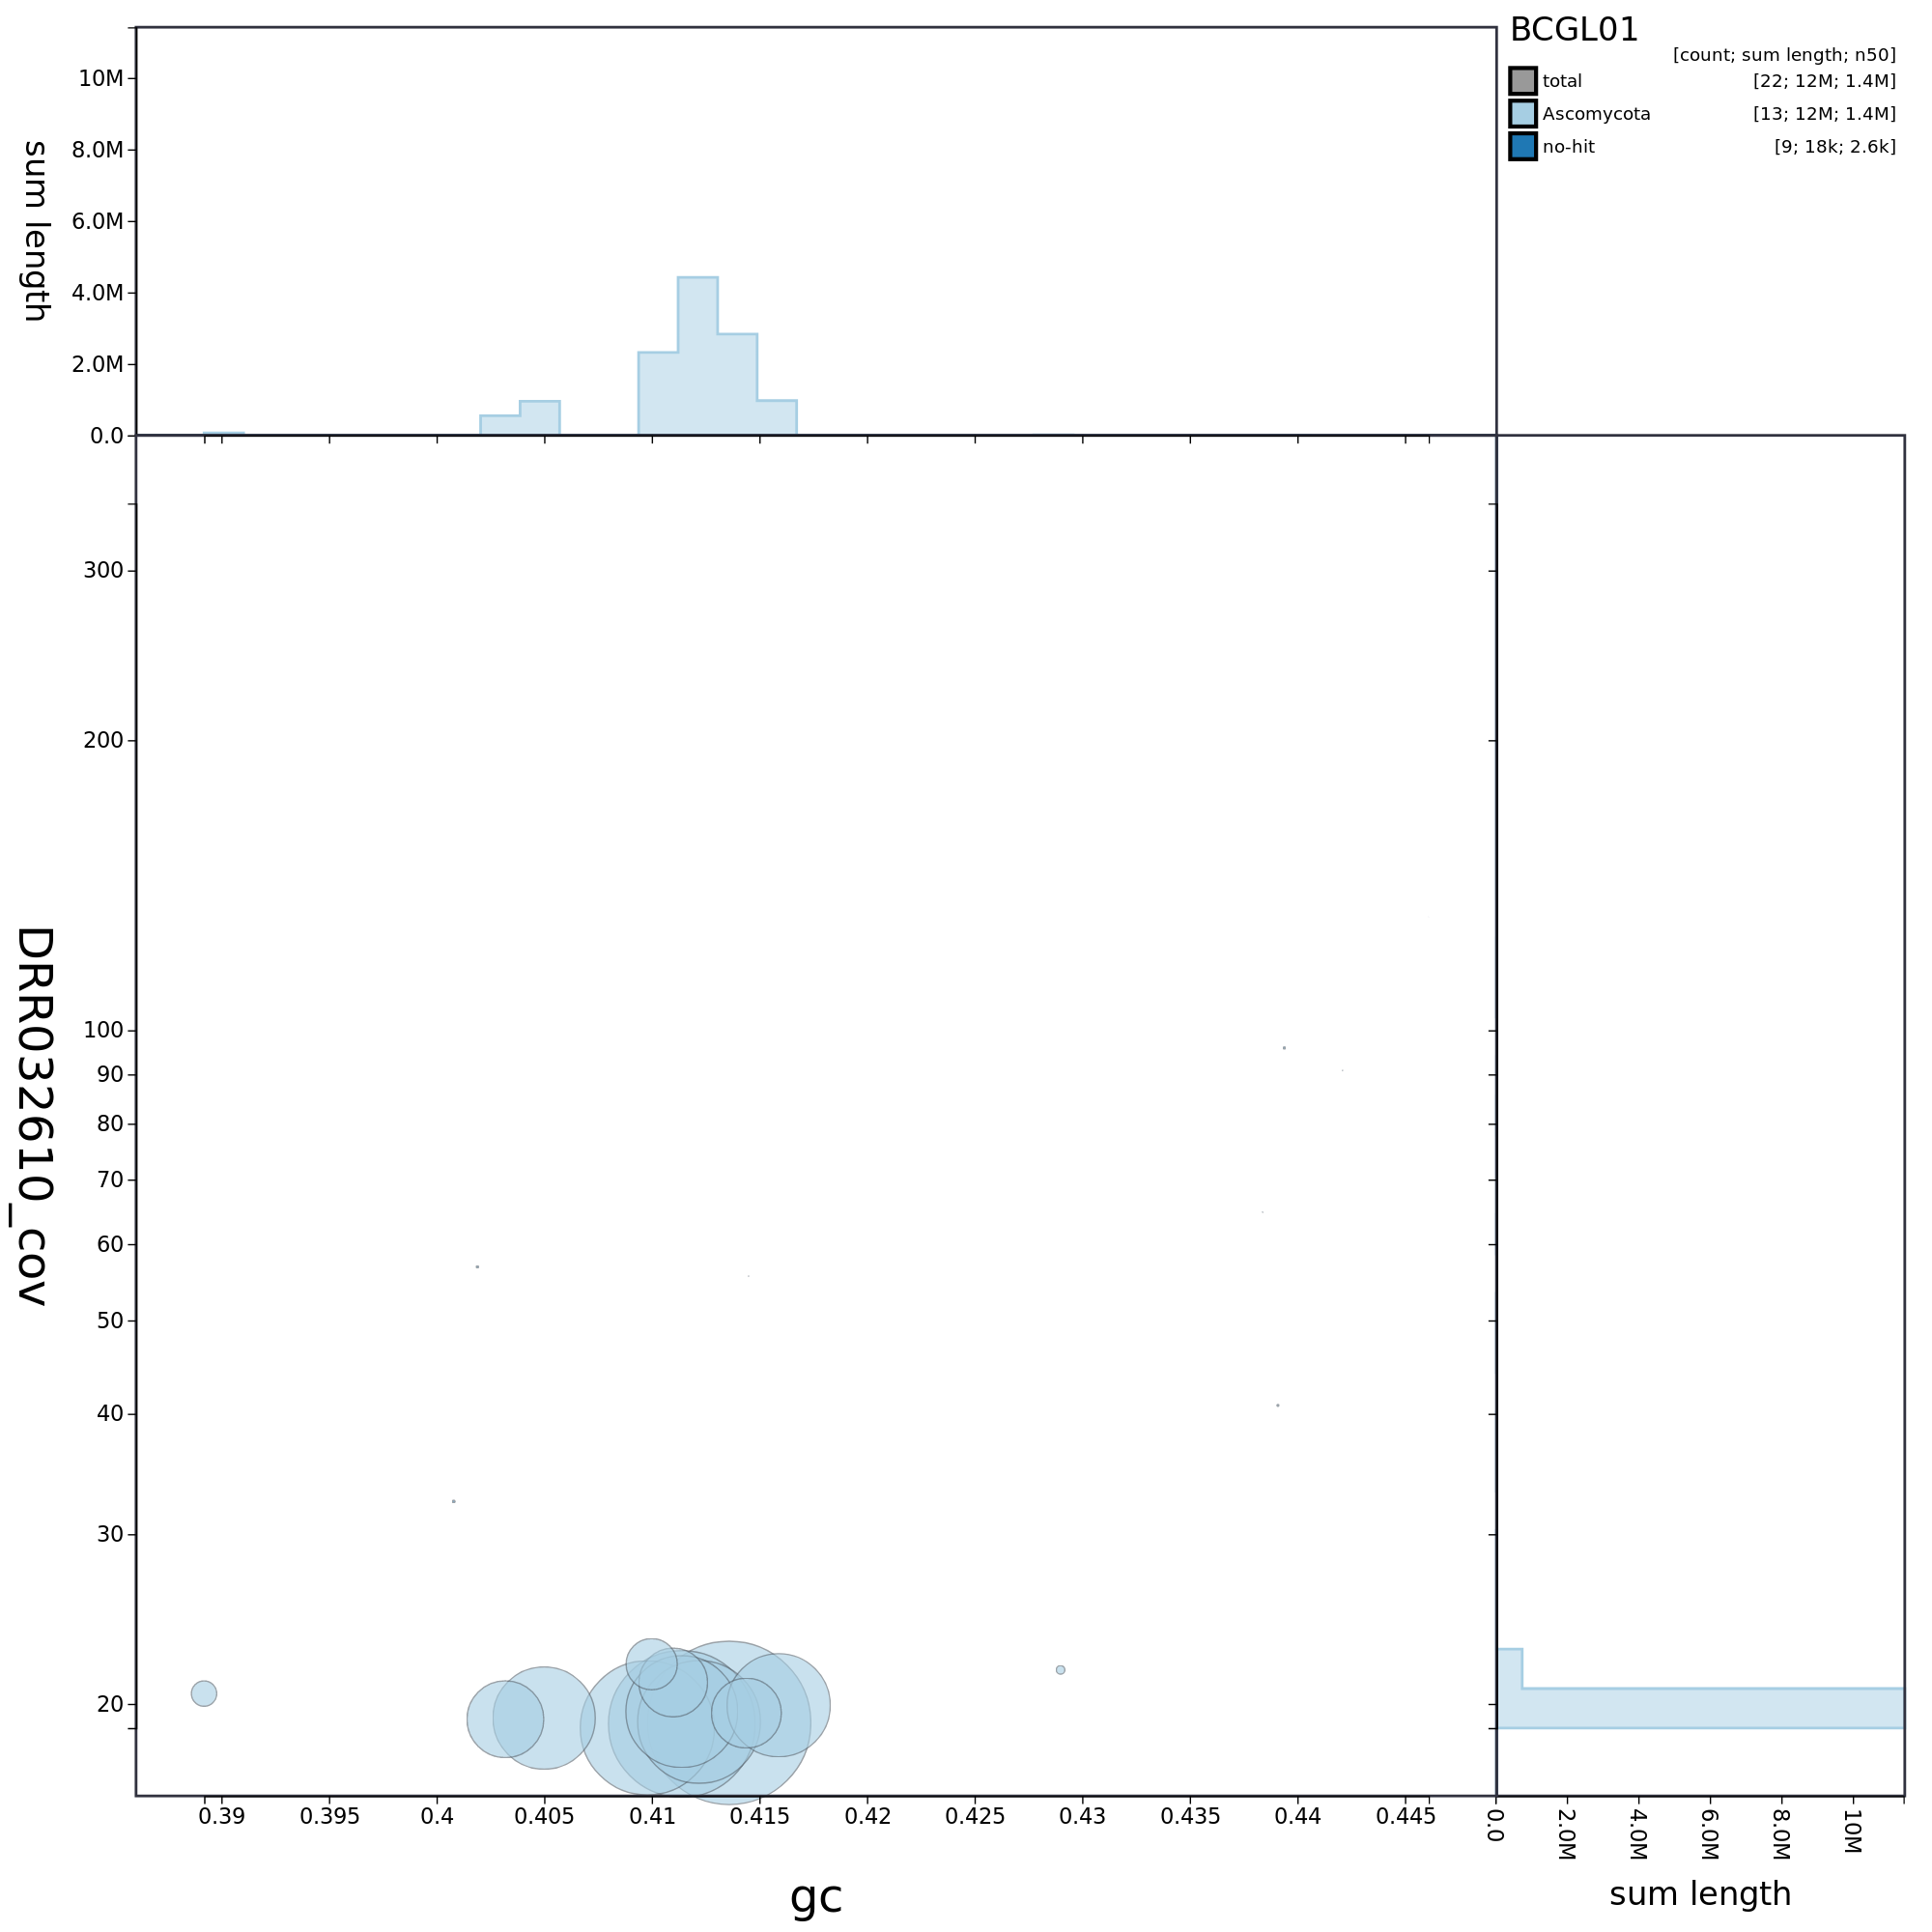 BCGL01
[count; sum length; n50]
total [22; 12M; 1.4M]
Ascomycota [13; 12M; 1.4M]
no-hit [9; 18k; 2.6k]
sum length
10M
8.0M
6.0M
4.0M
2.0M
0.0
DRR032610_cov
300
200
100
90
80
70
60
50
40
30
20
0.39 0.395 0.4 0.405 0.41 0.415 0.42 0.425 0.43 0.435 0.44 0.445
gc
0.0 2.0M 4.0M 6.0M 8.0M 10M
sum length